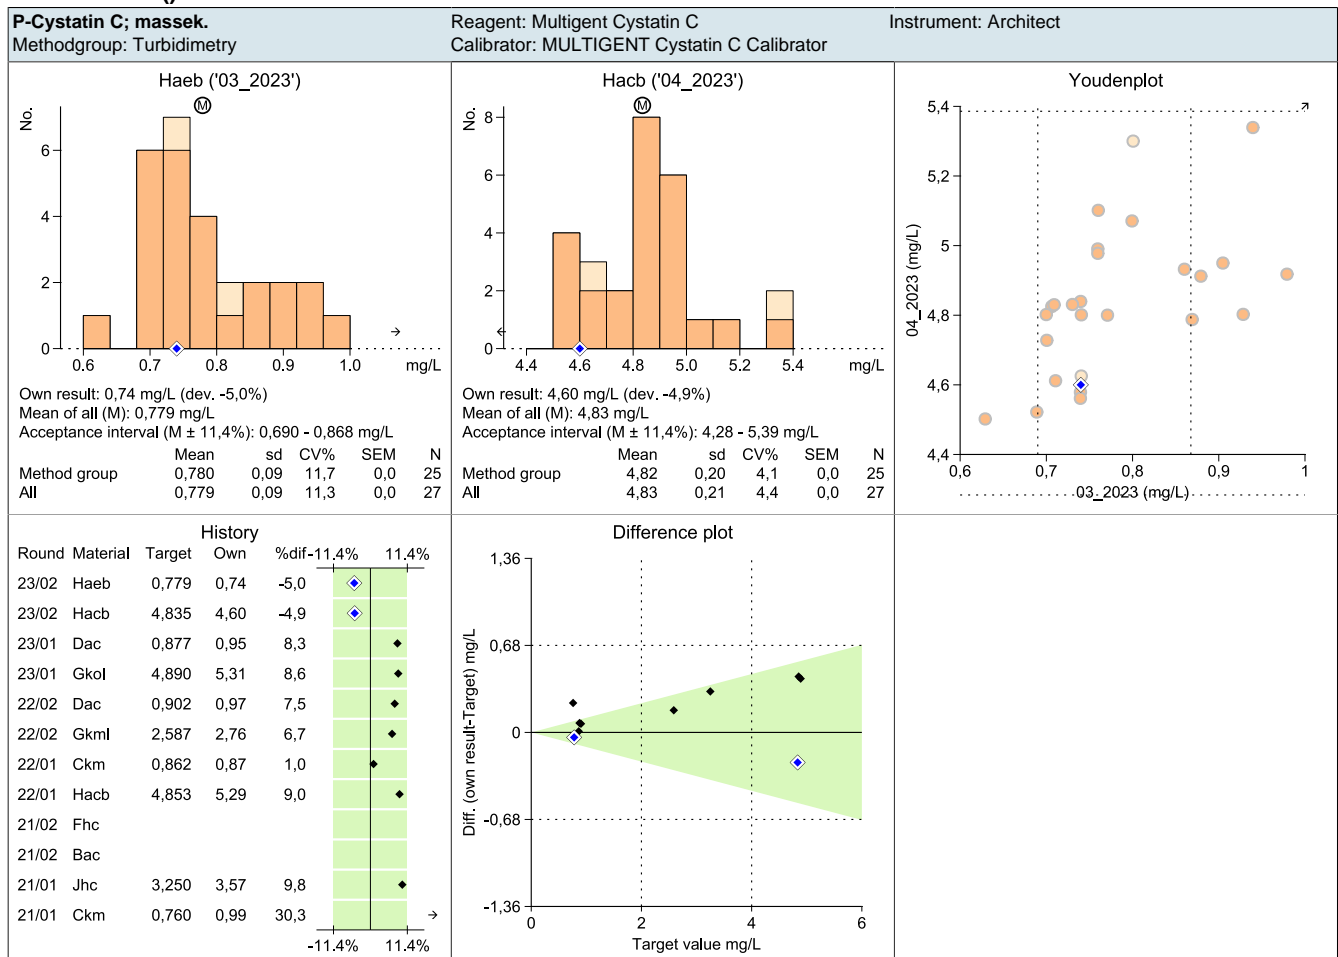 P-Cystatin C; massek.
Methodgroup: Turbidimetry
Reagent: Multigent Cystatin C
Calibrator: MULTIGENT Cystatin C Calibrator
Instrument: Architect
Haeb ('03_2023')
M
No.
6
4
2
0
0.6 0.7 0.8 0.9 1.0 mg/L
Own result: 0,74 mg/L (dev. -5,0%)
Mean of all (M): 0,779 mg/L
Acceptance interval (M ± 11,4%): 0,690 - 0,868 mg/L
Mean sd CV% SEM N
Method group 0,780 0,09 11,7 0,0 25
All 0,779 0,09 11,3 0,0 27
Hacb ('04_2023')
M
No.
8
6
4
2
0
4.4 4.6 4.8 5.0 5.2 5.4 mg/L
Own result: 4,60 mg/L (dev. -4,9%)
Mean of all (M): 4,83 mg/L
Acceptance interval (M ± 11,4%): 4,28 - 5,39 mg/L
Mean sd CV% SEM N
Method group 4,82 0,20 4,1 0,0 25
All 4,83 0,21 4,4 0,0 27
Youdenplot
04_2023 (mg/L)
5,4
5,2
5
4,8
4,6
4,4
0,6 0,7 0,8 0,9 1
03_2023 (mg/L)
History
Round Material Target Own %dif -11.4% 11.4%
23/02 Haeb 0,779 0,74 -5,0
23/02 Hacb 4,835 4,60 -4,9
23/01 Dac 0,877 0,95 8,3
23/01 Gkol 4,890 5,31 8,6
22/02 Dac 0,902 0,97 7,5
22/02 Gkml 2,587 2,76 6,7
22/01 Ckm 0,862 0,87 1,0
22/01 Hacb 4,853 5,29 9,0
21/02 Fhc
21/02 Bac
21/01 Jhc 3,250 3,57 9,8
21/01 Ckm 0,760 0,99 30,3
-11.4% 11.4%
Difference plot
Diff. (own result-Target) mg/L
1,36
0,68
0
-0,68
-1,36
0 2 4 6
Target value mg/L